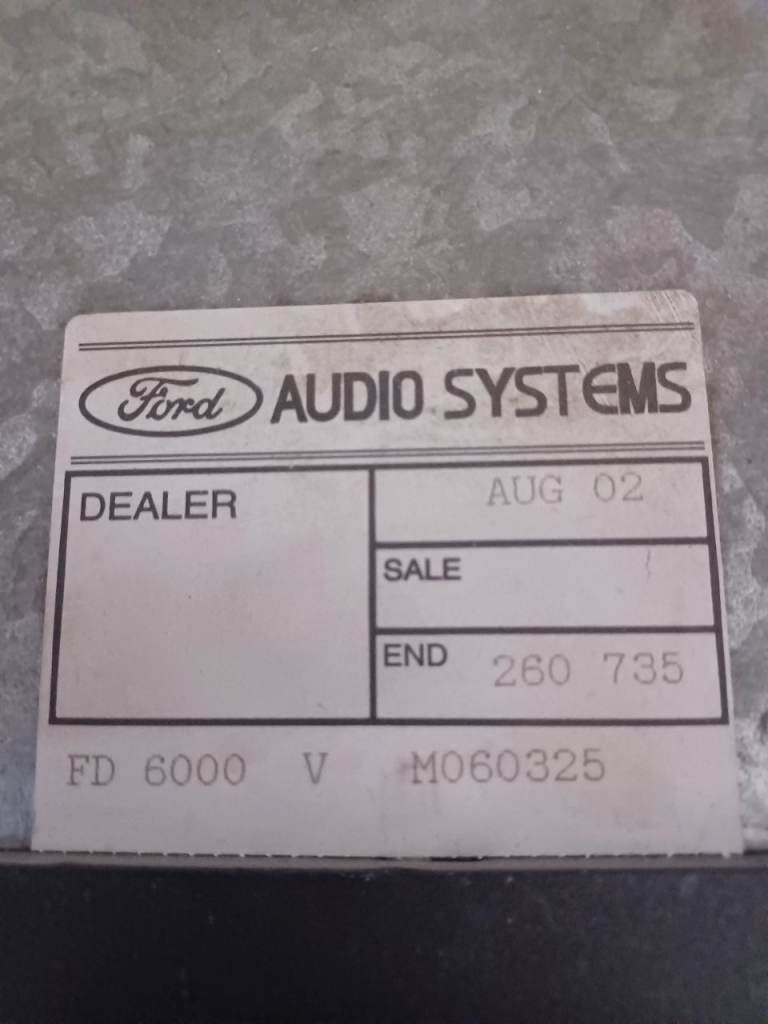 Ford AUDIO SYSTEMS
DEALER
AUG 02
SALE
END 260 735
FD 6000 V M060325